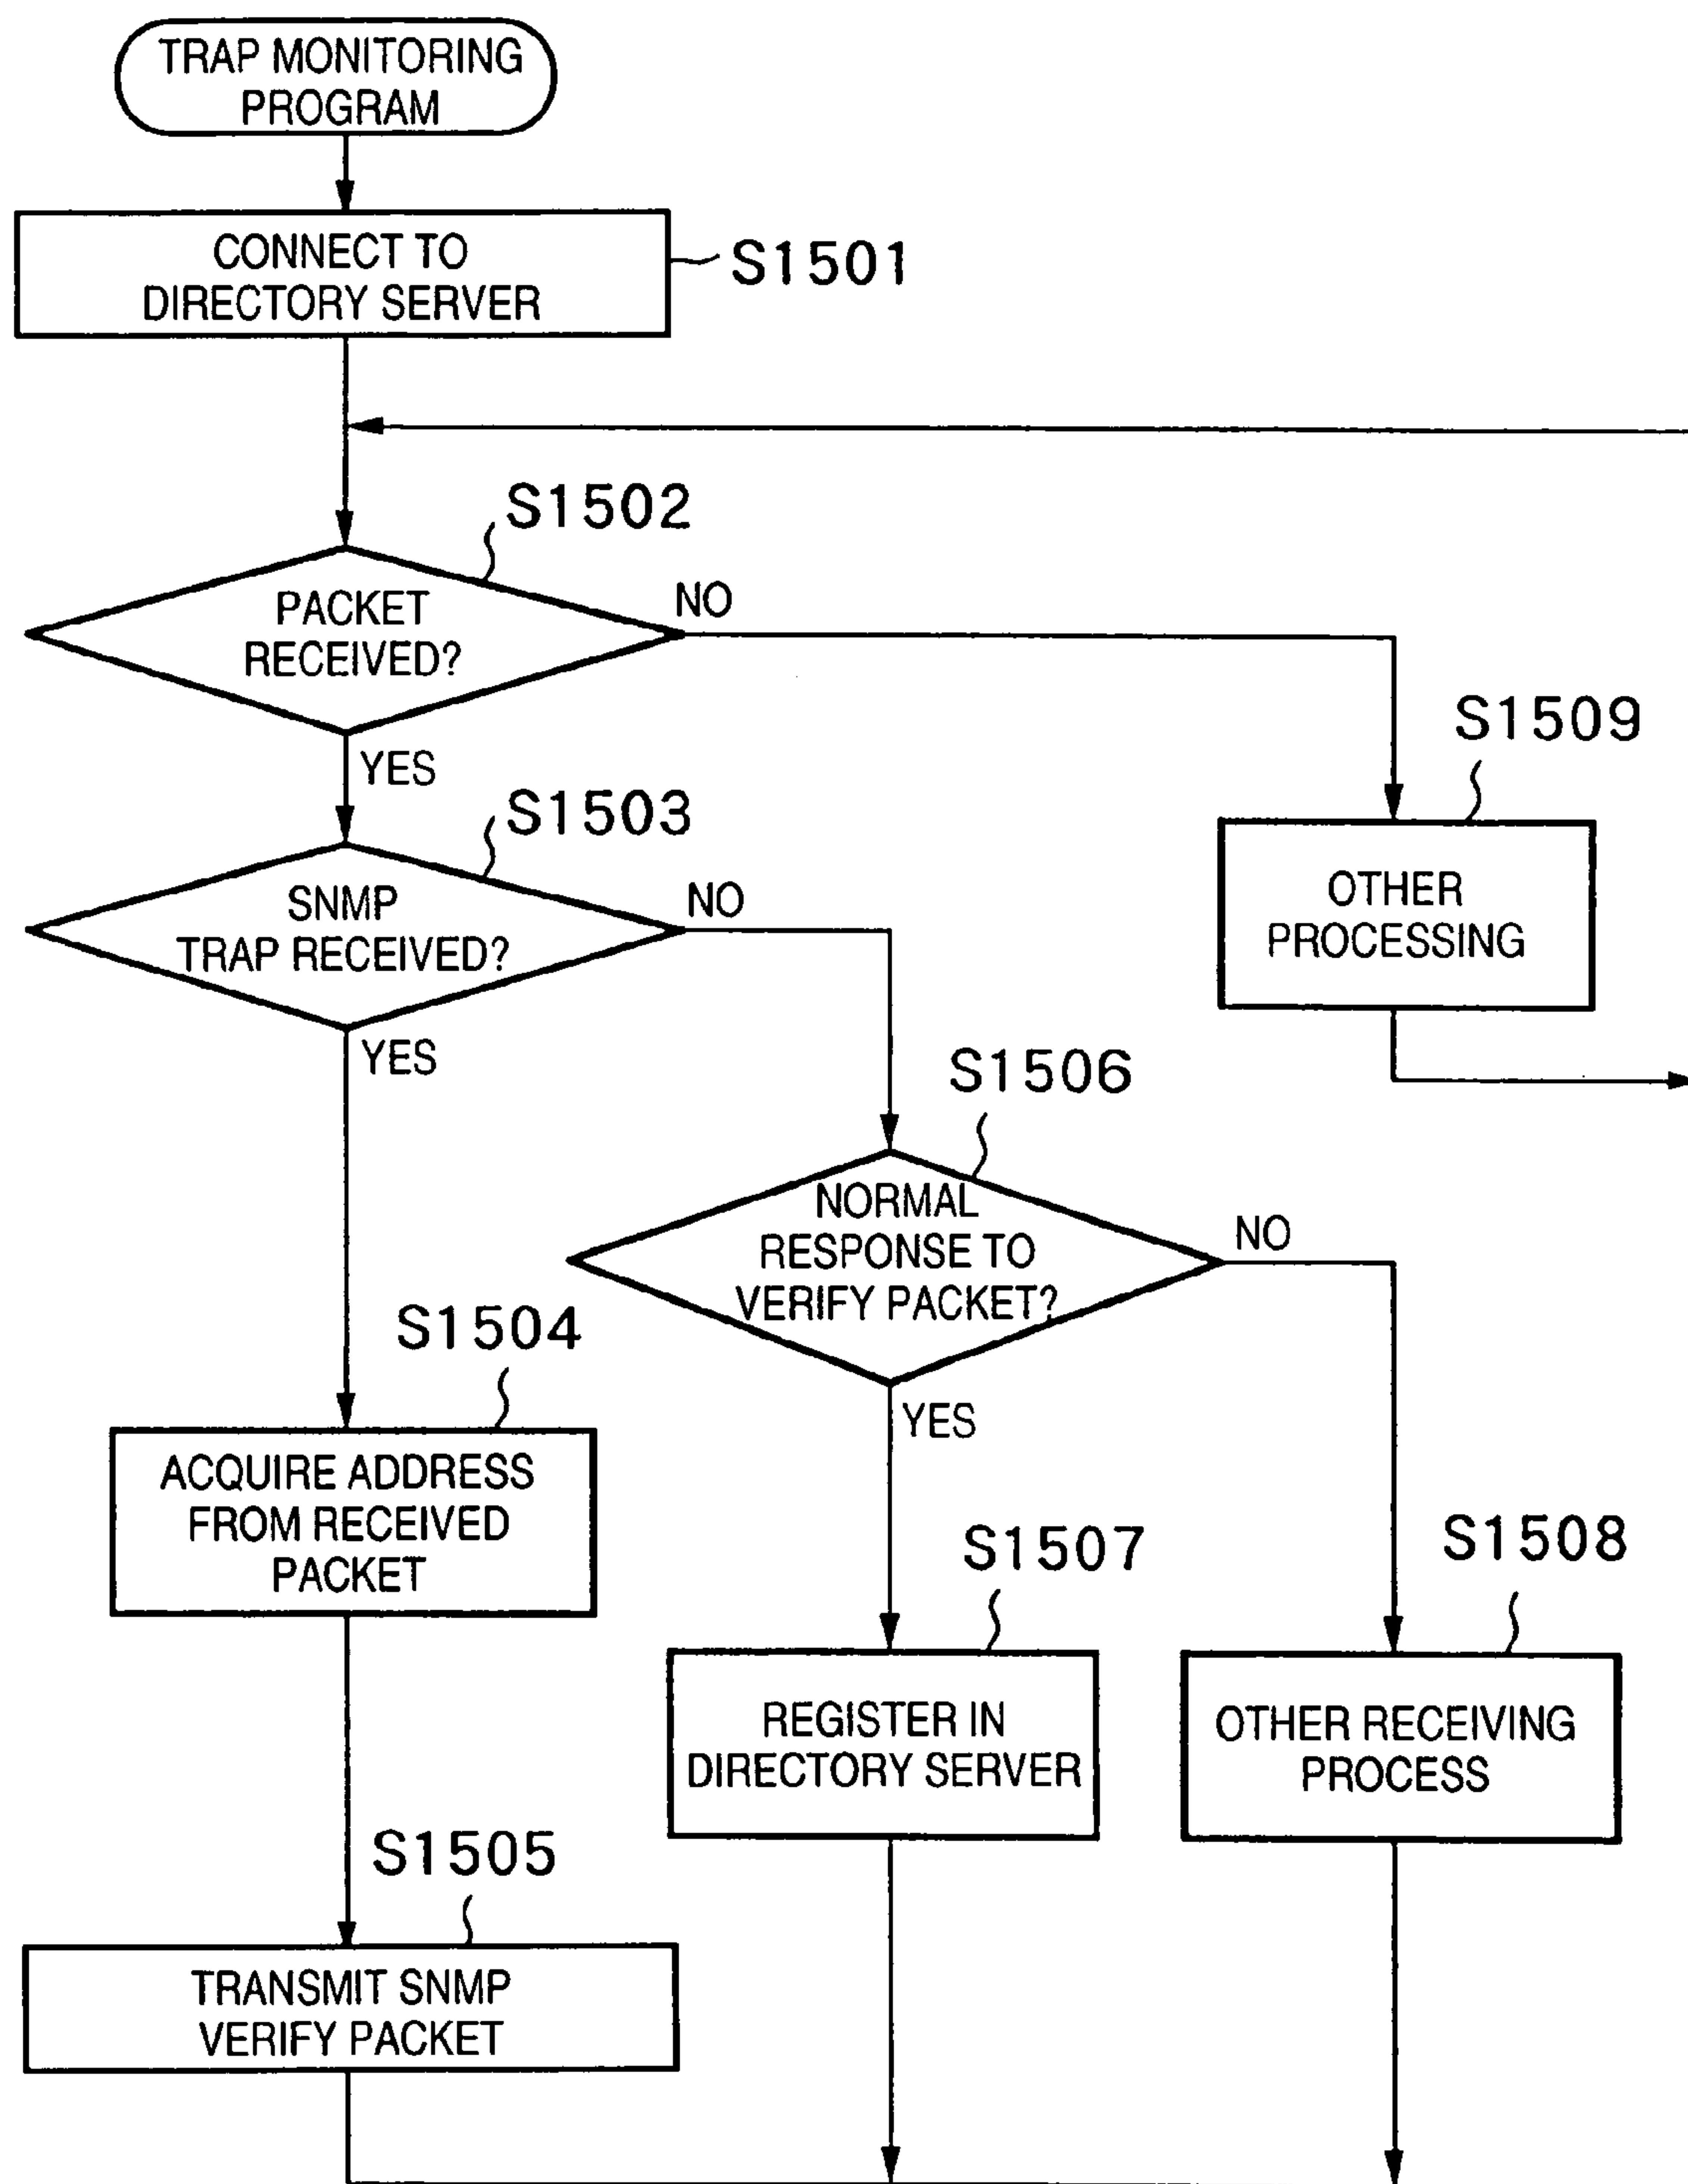 TRAP MONITORING
PROGRAM
CONNECT TO
DIRECTORY SERVER
S1501
S1502
PACKET
RECEIVED?
NO
YES
S1509
OTHER
PROCESSING
S1503
SNMP
TRAP RECEIVED?
NO
YES
S1506
NORMAL
RESPONSE TO
VERIFY PACKET?
NO
YES
S1504
ACQUIRE ADDRESS
FROM RECEIVED
PACKET
S1507
REGISTER IN
DIRECTORY SERVER
S1508
OTHER RECEIVING
PROCESS
S1505
TRANSMIT SNMP
VERIFY PACKET